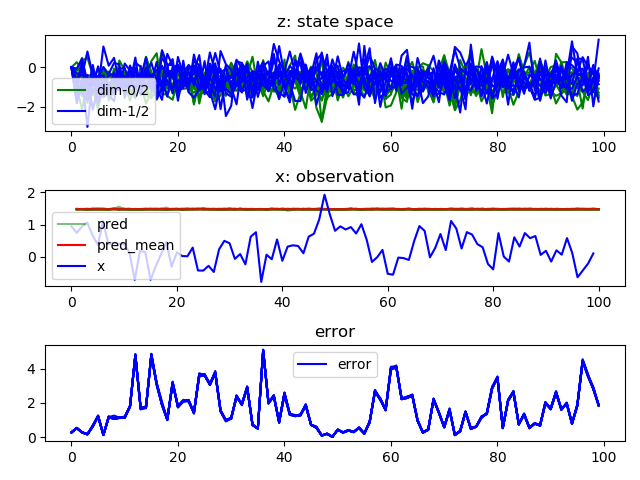 z: state space
0
−2
dim-0/2
dim-1/2
0 20 40 60 80 100
x: observation
2
1
0
pred
pred_mean
x
0 20 40 60 80 100
error
4
2
0
error
0 20 40 60 80 100